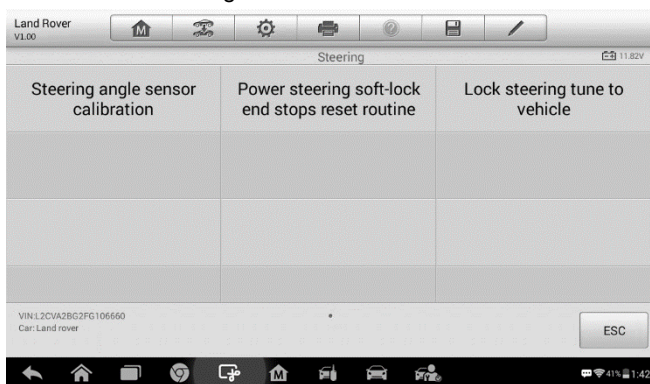 Land Rover
V1.00
Steering
11.82V
Steering angle sensor
calibration
Power steering soft-lock
end stops reset routine
Lock steering tune to
vehicle
VIN:L2CVA2BG2FG106660
Car: Land rover
ESC
41% 1:42